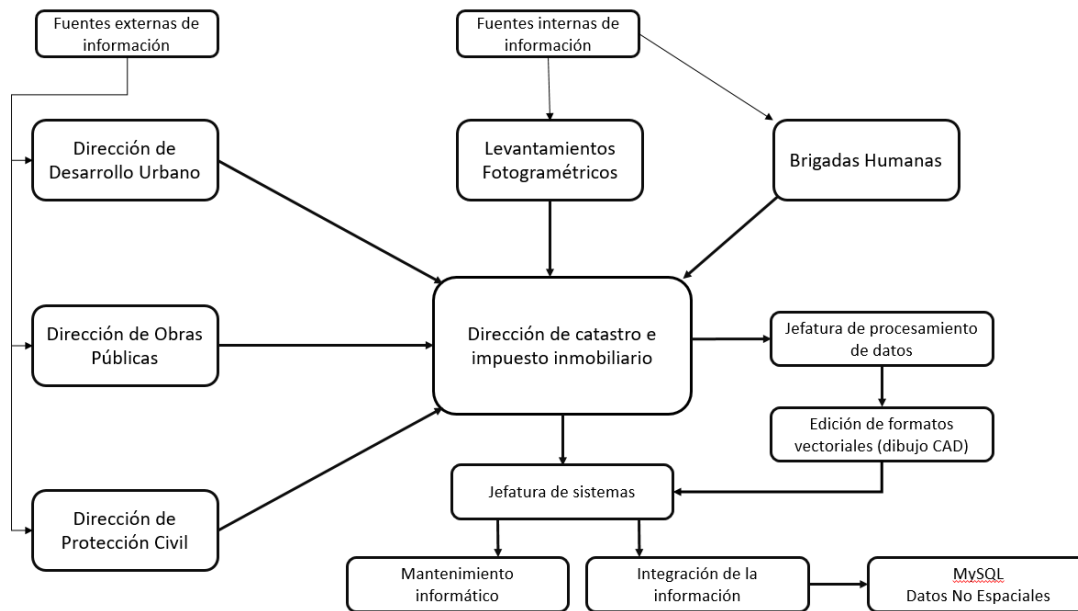 Fuentes externas de
información
Fuentes internas de
información
Dirección de
Desarrollo Urbano
Levantamientos
Fotogramétricos
Brigadas Humanas
Dirección de Obras
Públicas
Dirección de catastro e
impuesto inmobiliario
Jefatura de procesamiento
de datos
Edición de formatos
vectoriales (dibujo CAD)
Dirección de
Protección Civil
Jefatura de sistemas
Mantenimiento
informático
Integración de la
información
MySQL
Datos No Espaciales